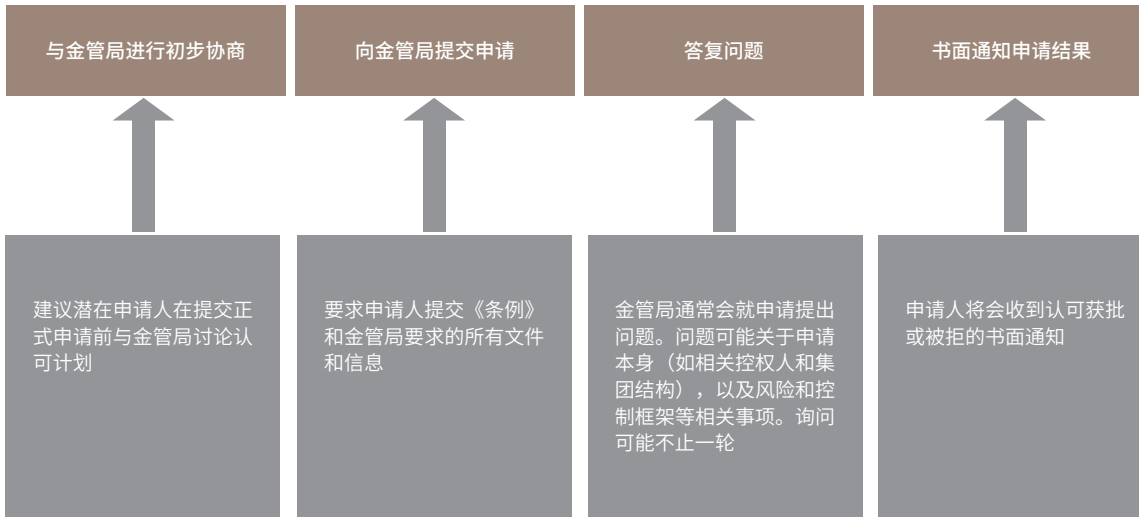 与金管局进行初步协商
向金管局提交申请
答复问题
书面通知申请结果
建议潜在申请人在提交正
式申请前与金管局讨论认
可计划
要求申请人提交《条例》
和金管局要求的所有文件
和信息
金管局通常会就申请提出
问题。问题可能关于申请
本身（如相关控权人和集
团结构），以及风险和控
制框架等相关事项。询问
可能不止一轮
申请人将会收到认可获批
或被拒的书面通知